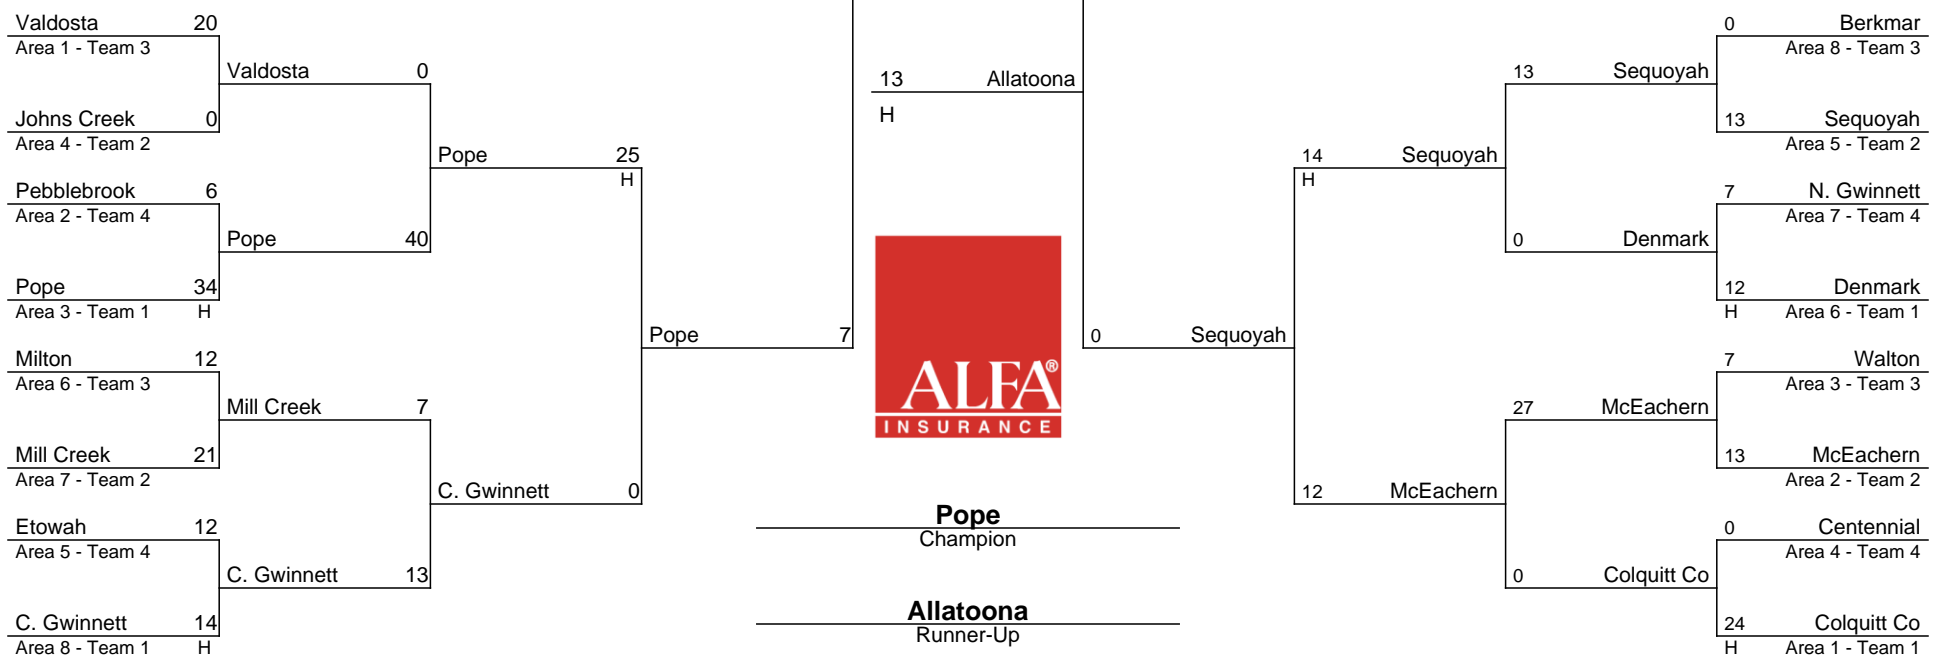 Valdosta 20
Area 1 - Team 3
Valdosta 0
Johns Creek 0
Area 4 - Team 2
Pope 25
H
Pebblebrook 6
Area 2 - Team 4
Pope 40
Pope 34
Area 3 - Team 1 H
Pope 7
Milton 12
Area 6 - Team 3
Mill Creek 7
Mill Creek 21
Area 7 - Team 2
C. Gwinnett 0
Etowah 12
Area 5 - Team 4
C. Gwinnett 13
C. Gwinnett 14
Area 8 - Team 1 H
13 Allatoona
H
ALFA®
INSURANCE
Pope
Champion
Allatoona
Runner-Up
0 Berkmar
Area 8 - Team 3
13 Sequoyah
13 Sequoyah
Area 5 - Team 2
14 Sequoyah
H
7 N. Gwinnett
Area 7 - Team 4
0 Denmark
12 Denmark
H Area 6 - Team 1
0 Sequoyah
7 Walton
Area 3 - Team 3
27 McEachern
13 McEachern
Area 2 - Team 2
12 McEachern
0 Centennial
Area 4 - Team 4
0 Colquitt Co
24 Colquitt Co
H Area 1 - Team 1